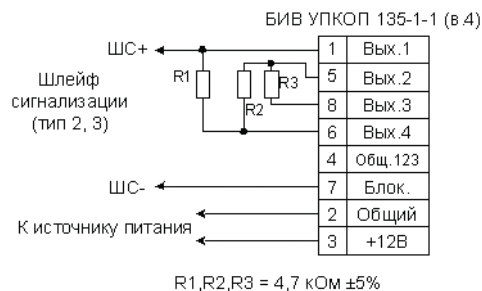 БИВ УПКОП 135-1-1 (в.4)
ШС+
1 Вых.1
R1
R3
5 Вых.2
Шлейф
сигнализации
(тип 2, 3)
R2
8 Вых.3
6 Вых.4
4 Общ.123
ШС-
7 Блок.
К источнику питания
2 Общий
3 +12В
R1,R2,R3 = 4,7 кОм ±5%